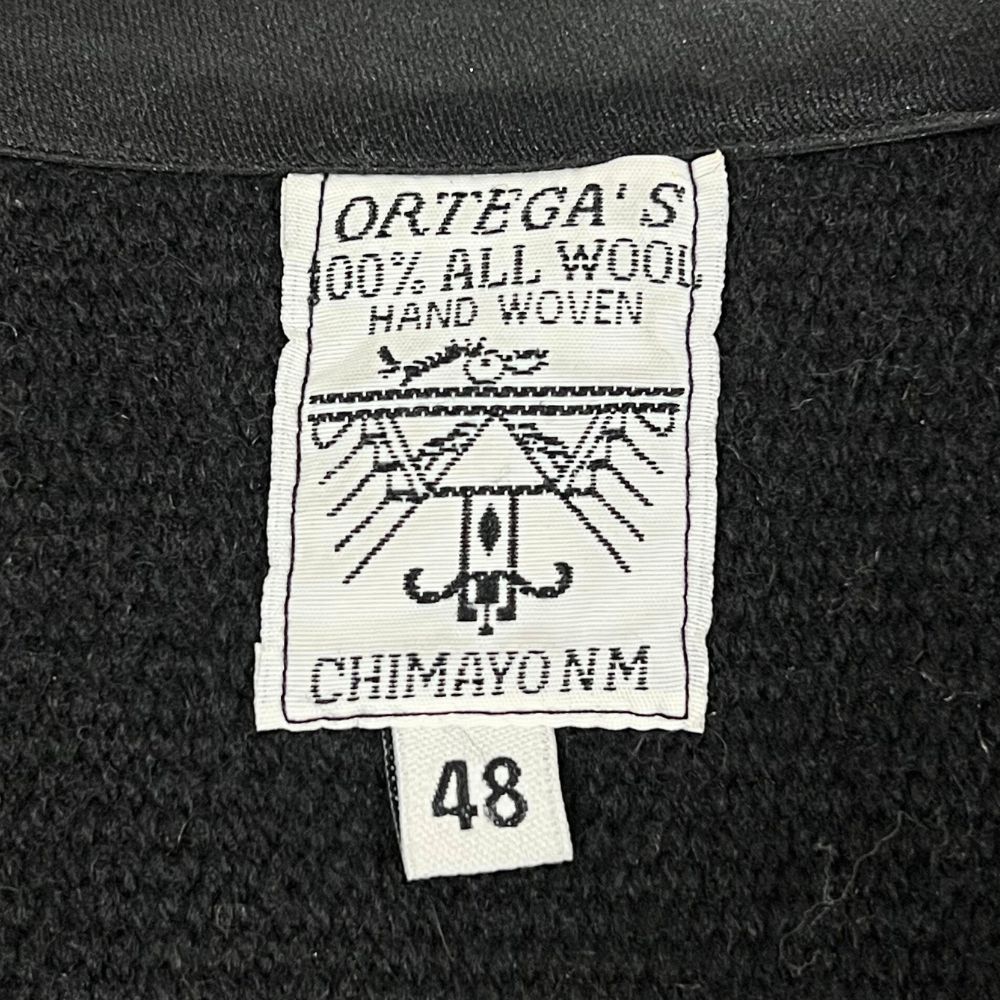 ORTEGA'S
100% ALL WOOL
HAND WOVEN
CHIMAYO NM
48